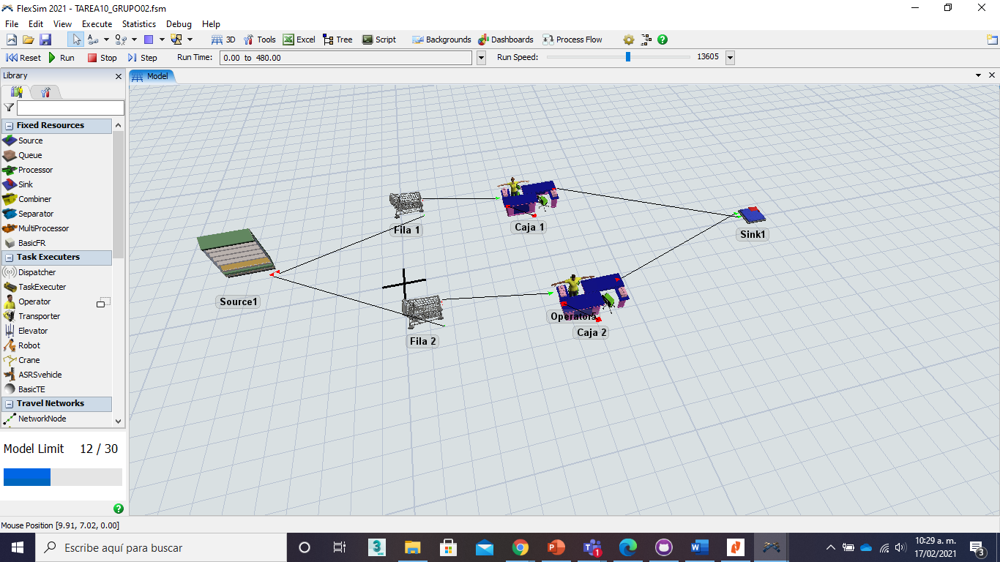 FlexSim 2021 - TAREA10_GRUPO02.fsm
File Edit View Execute Statistics Debug Help
3D Tools Excel Tree Script Backgrounds Dashboards Process Flow
Reset Run Stop Step Run Time: 0.00 to 480.00 Run Speed: 13605
Library
Model
Fixed Resources
Source
Queue
Processor
Sink
Combiner
Separator
MultiProcessor
BasicFR
Task Executers
Dispatcher
TaskExecuter
Operator
Transporter
Elevator
Robot
Crane
ASRSvehicle
BasicTE
Travel Networks
NetworkNode
Model Limit 12 / 30
Fila 1
Caja 1
Sink1
Source1
Operator5
Caja 2
Fila 2
Mouse Position [9.91, 7.02, 0.00]
Escribe aquí para buscar
10:29 a. m.
17/02/2021